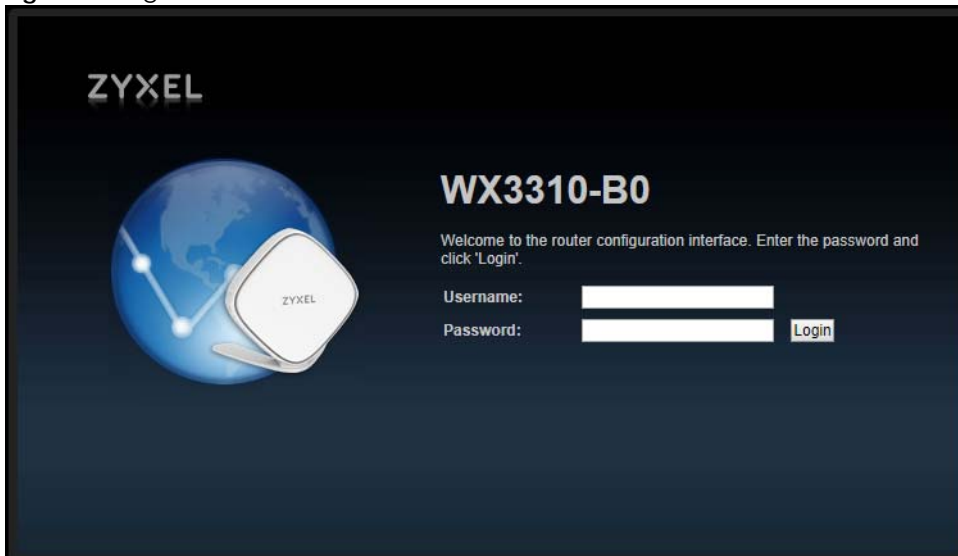 ZYXEL
WX3310-B0
Welcome to the router configuration interface. Enter the password and
click 'Login'.
ZYXEL
Username:
Password:
Login